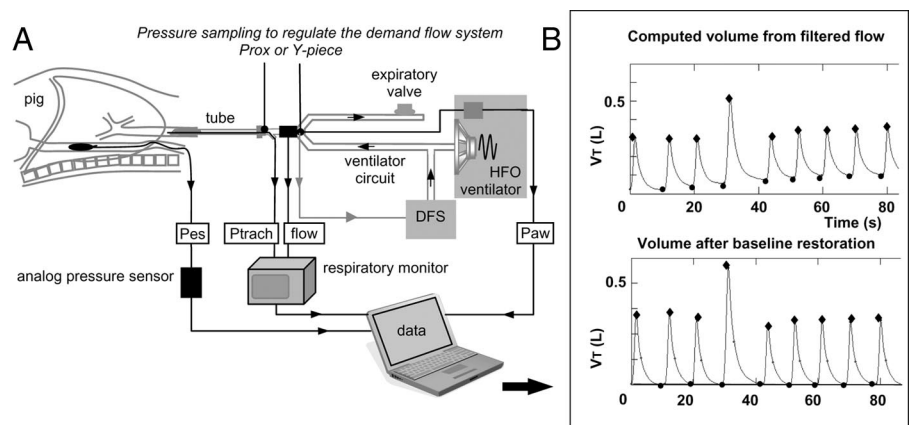 A
Pressure sampling to regulate the demand flow system
Prox or Y-piece
pig
tube
expiratory
valve
ventilator
circuit
HFO
ventilator
DFS
Pes
Ptrach
flow
Paw
analog pressure sensor
respiratory monitor
data
B
Computed volume from filtered flow
VT (L)
0.5
0
20
40
60
80
Time (s)
Volume after baseline restoration
VT (L)
0.5
0
20
40
60
80
Time (s)